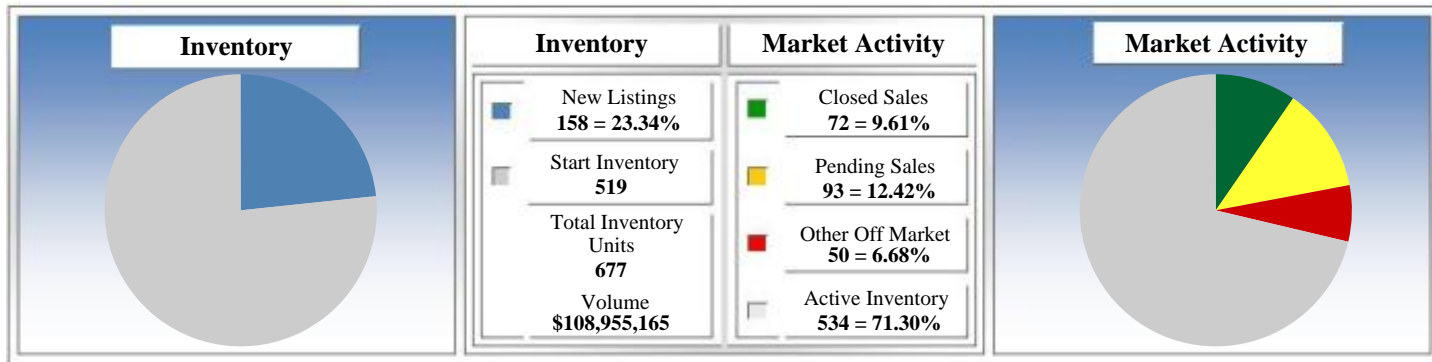 Inventory
Inventory
New Listings
158 = 23.34%
Start Inventory
519
Total Inventory
Units
677
Volume
$108,955,165
Market Activity
Closed Sales
72 = 9.61%
Pending Sales
93 = 12.42%
Other Off Market
50 = 6.68%
Active Inventory
534 = 71.30%
Market Activity